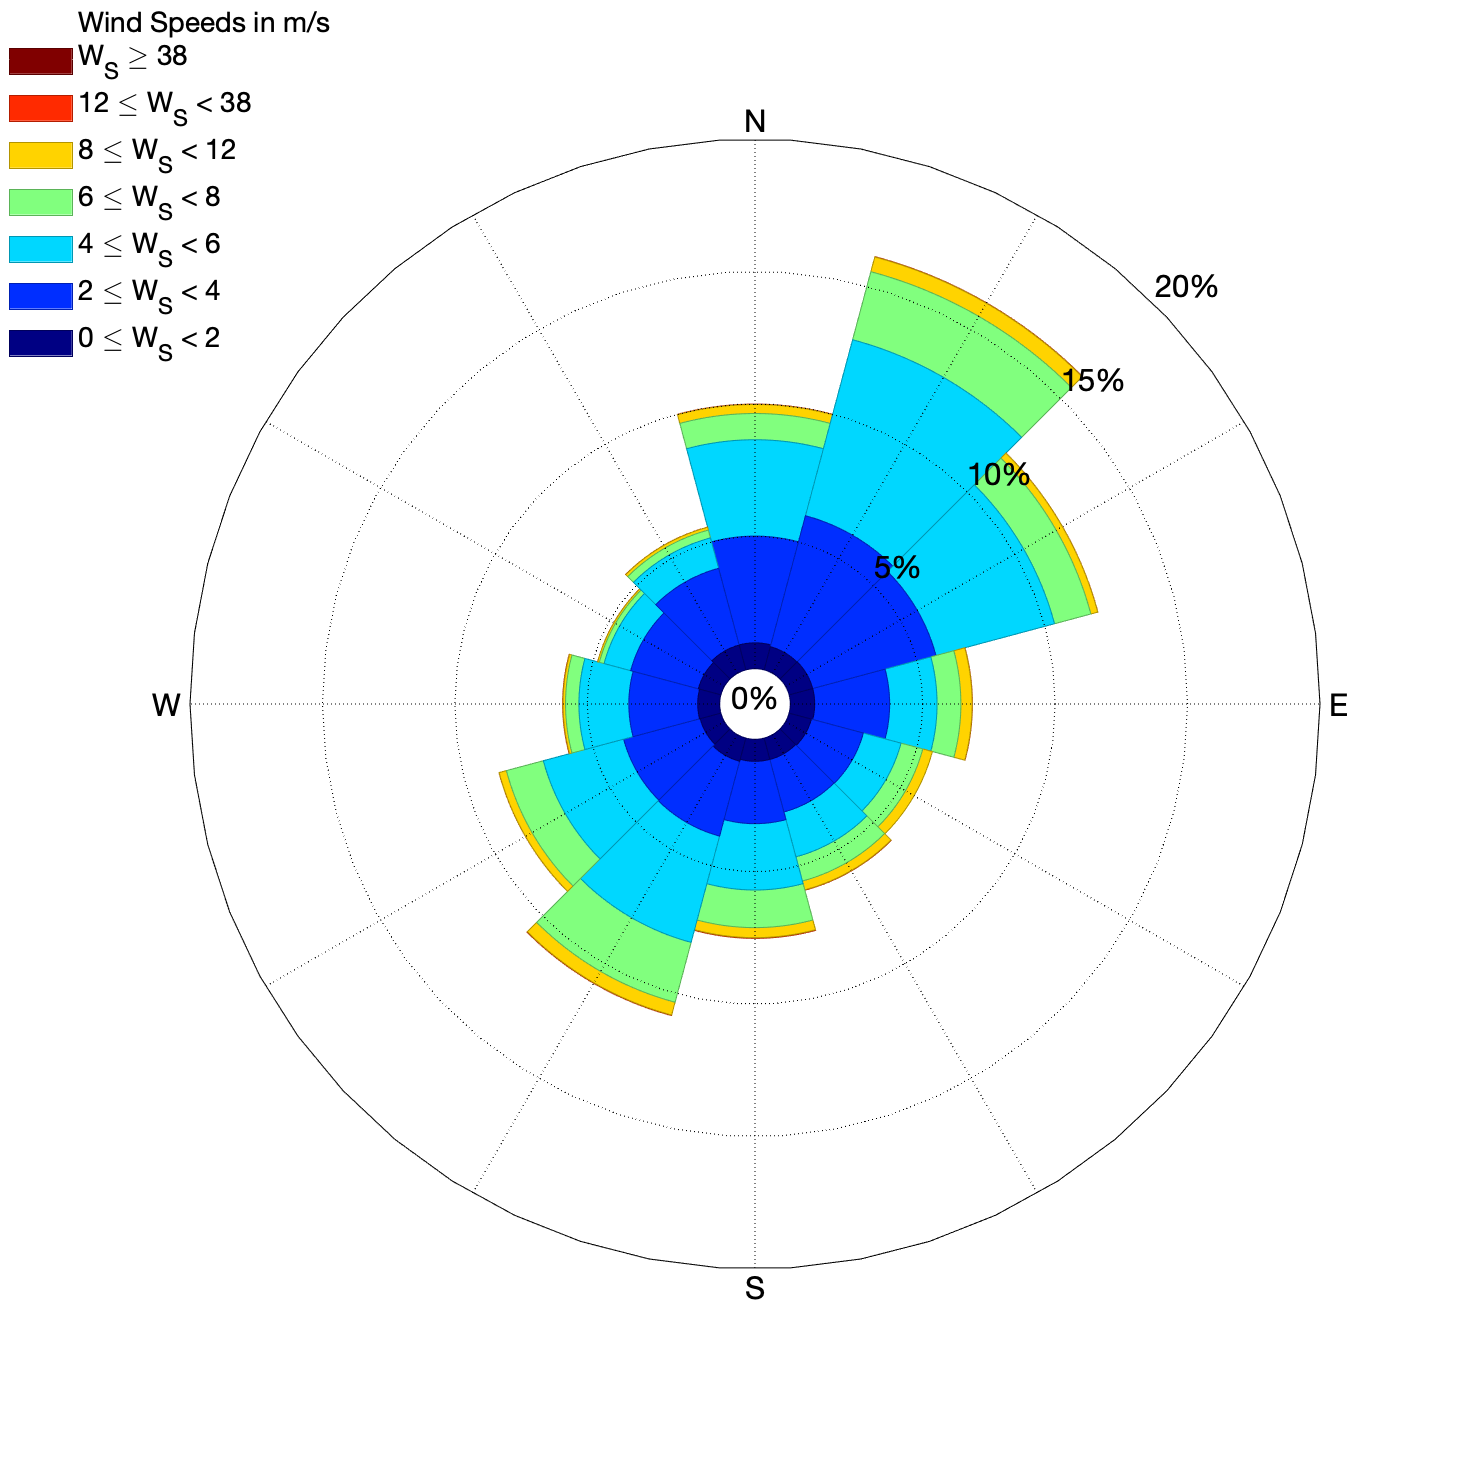 Wind Speeds in m/s
W_S ≥ 38
12 ≤ W_S < 38
8 ≤ W_S < 12
6 ≤ W_S < 8
4 ≤ W_S < 6
2 ≤ W_S < 4
0 ≤ W_S < 2
N
20%
15%
10%
5%
0%
W
E
S